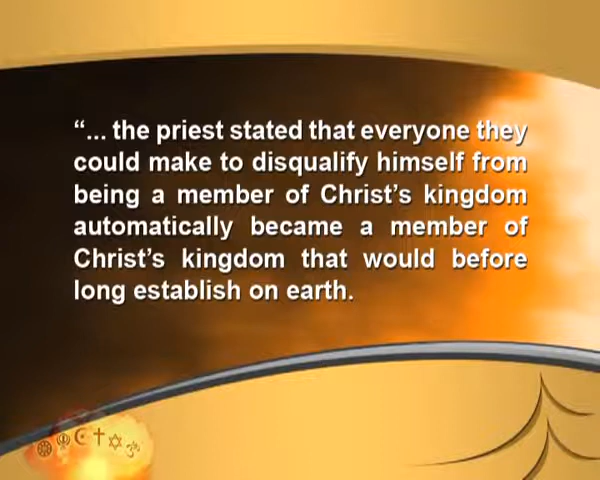 “... the priest stated that everyone they
could make to disqualify himself from
being a member of Christ’s kingdom
automatically became a member of
Christ’s kingdom that would before
long establish on earth.